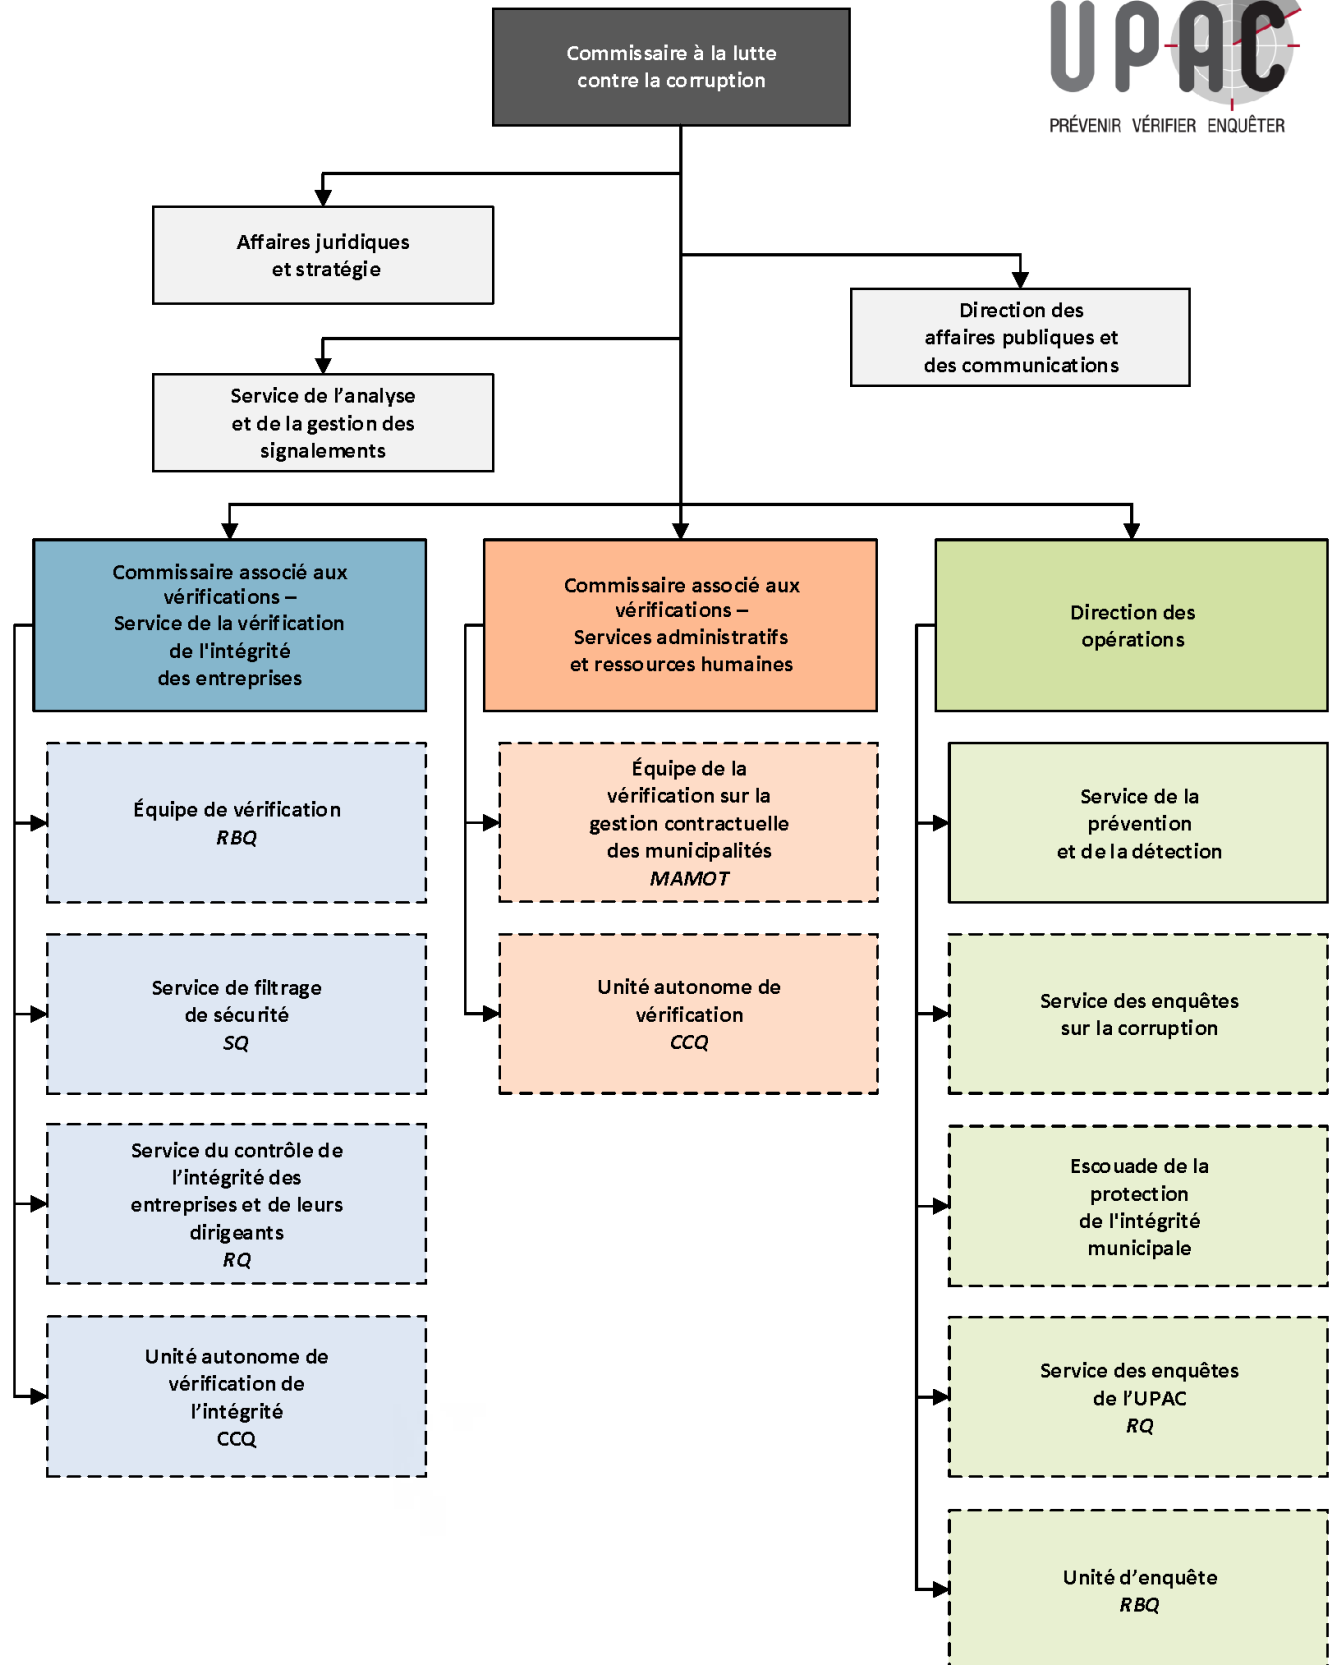 Commissaire à la lutte
contre la corruption
UPAC
PRÉVENIR VÉRIFIER ENQUÊTER
Affaires juridiques
et stratégie
Direction des
affaires publiques et
des communications
Service de l’analyse
et de la gestion des
signalements
Commissaire associé aux
vérifications –
Service de la vérification
de l'intégrité
des entreprises
Commissaire associé aux
vérifications –
Services administratifs
et ressources humaines
Direction des
opérations
Équipe de vérification
RBQ
Service de filtrage
de sécurité
SQ
Service du contrôle de
l’intégrité des
entreprises et de leurs
dirigeants
RQ
Unité autonome de
vérification de
l’intégrité
CCQ
Équipe de la
vérification sur la
gestion contractuelle
des municipalités
MAMOT
Unité autonome de
vérification
CCQ
Service de la
prévention
et de la détection
Service des enquêtes
sur la corruption
Escouade de la
protection
de l'intégrité
municipale
Service des enquêtes
de l’UPAC
RQ
Unité d’enquête
RBQ